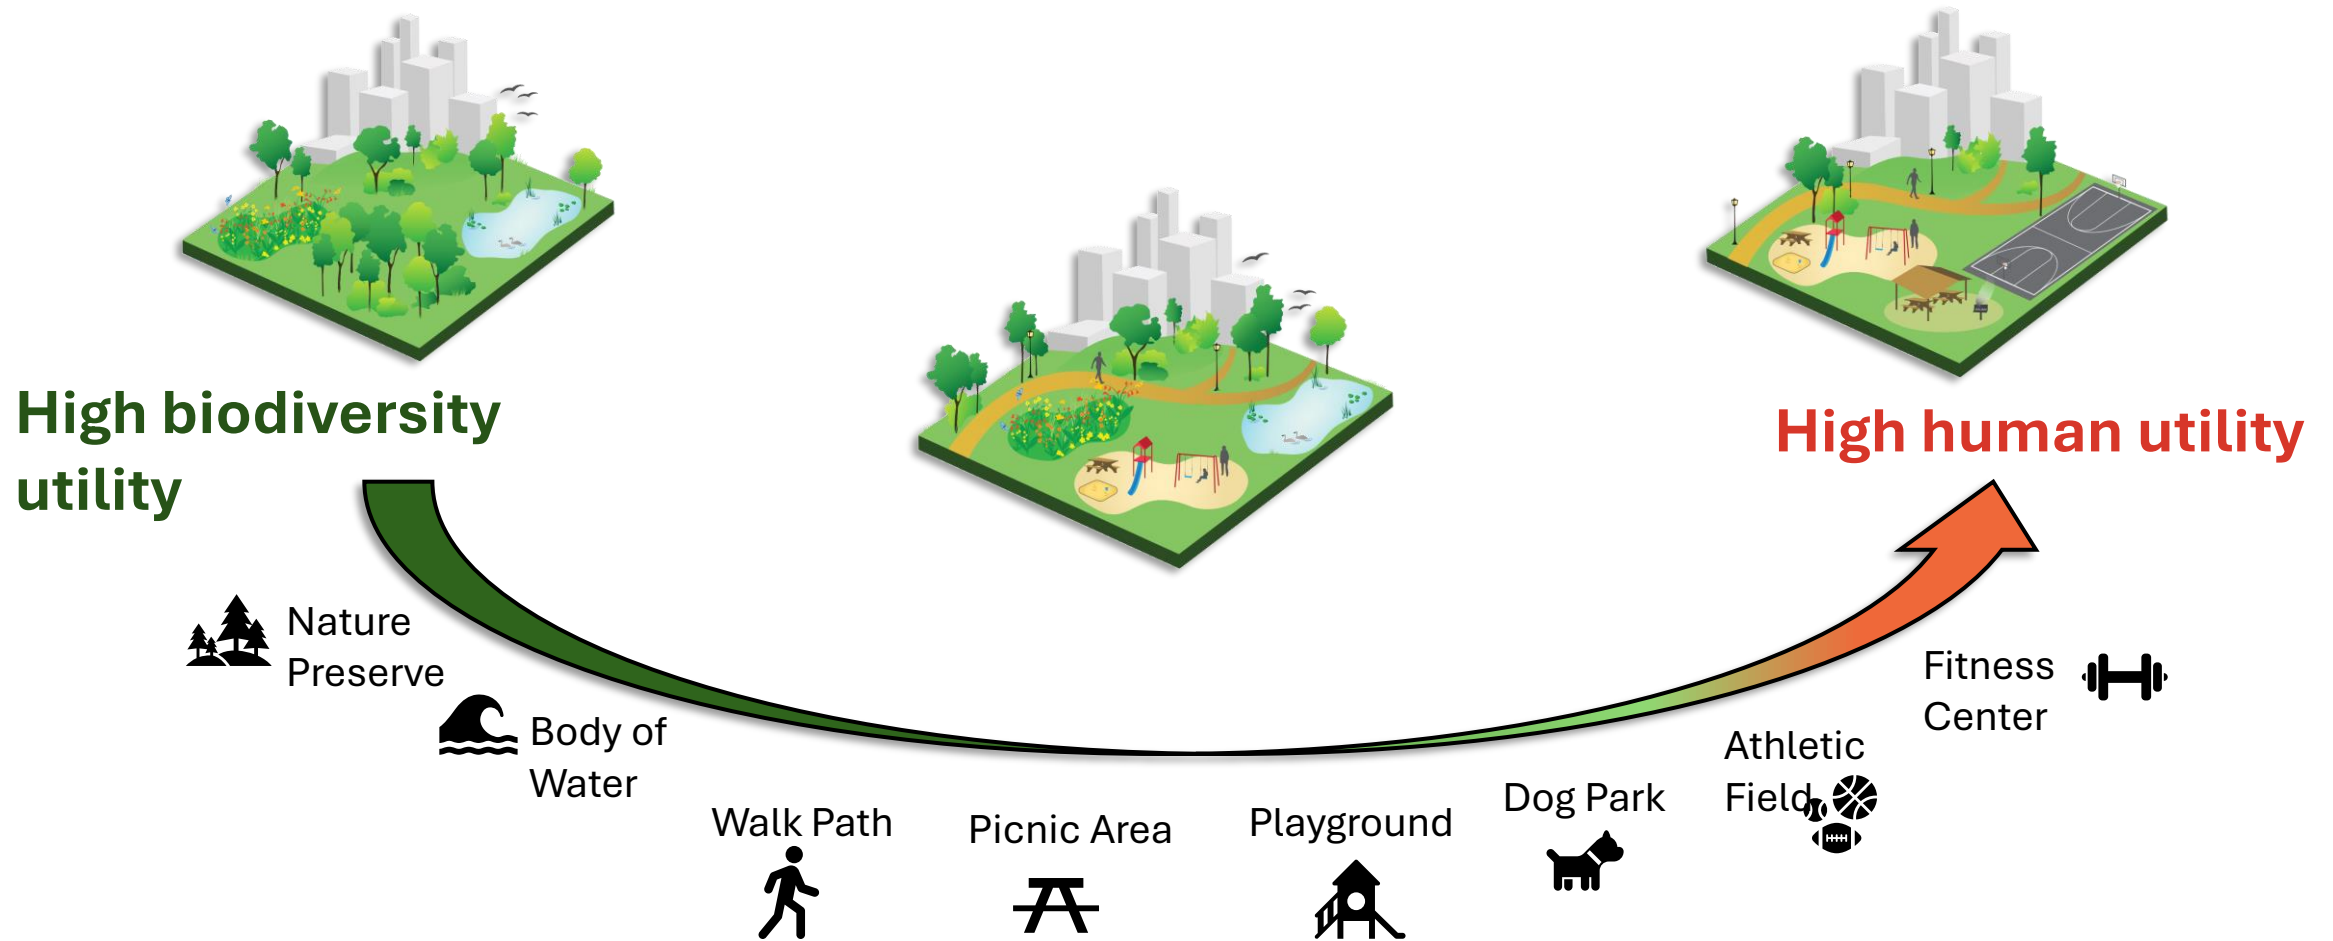 High biodiversity
utility
High human utility
Nature
Preserve
Body of
Water
Walk Path
Picnic Area
Playground
Dog Park
Athletic
Field
Fitness
Center